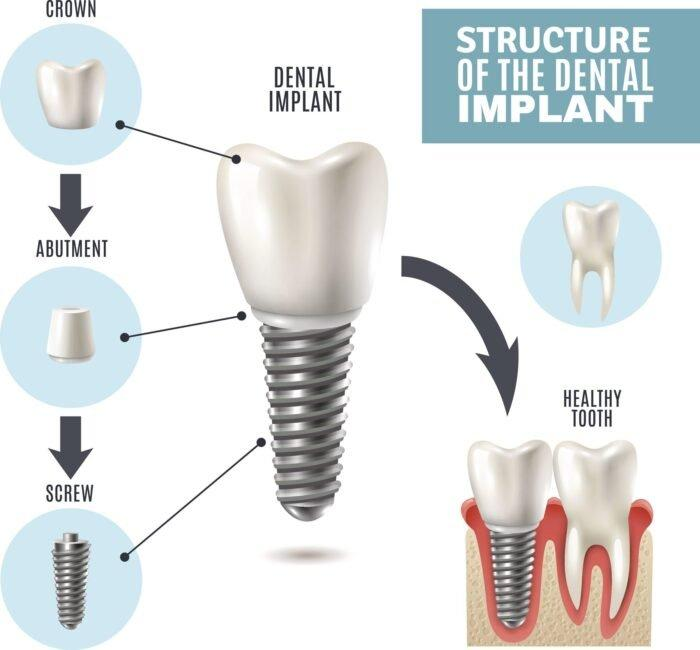 CROWN
DENTAL
IMPLANT
STRUCTURE
OF THE DENTAL
IMPLANT
ABUTMENT
HEALTHY
TOOTH
SCREW